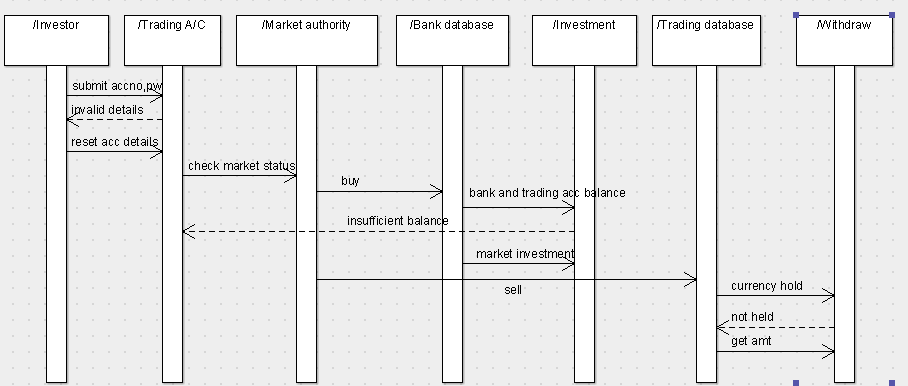 /Investor
/Trading A/C
/Market authority
/Bank database
/Investment
/Trading database
/Withdraw
submit accno,pw
invalid details
reset acc details
check market status
buy
bank and trading acc balance
insufficient balance
market investment
sell
currency hold
not held
get amt